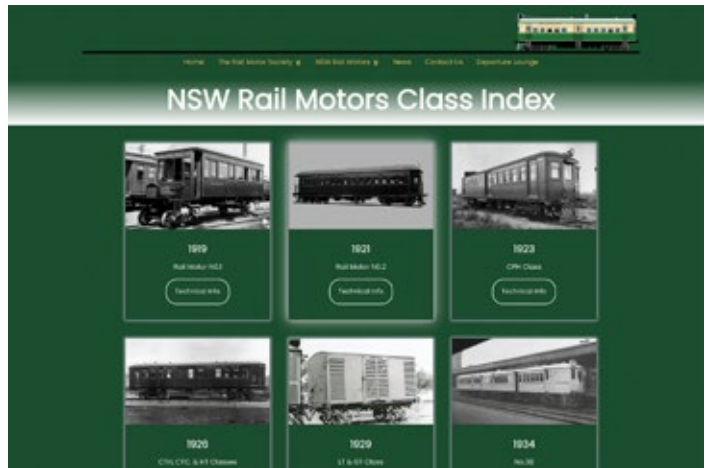 Home The Rail Motor Society NSW Rail Motors News Contact Us Departure Lounge
NSW Rail Motors Class Index
1919 1921 1923
Rail Motor NO.1 Rail Motor NO.2 CPH Class
Technical Info Technical Info Technical Info
1926 1929 1934
CTH, CTC, & HT Classes LT & GT Class No.38